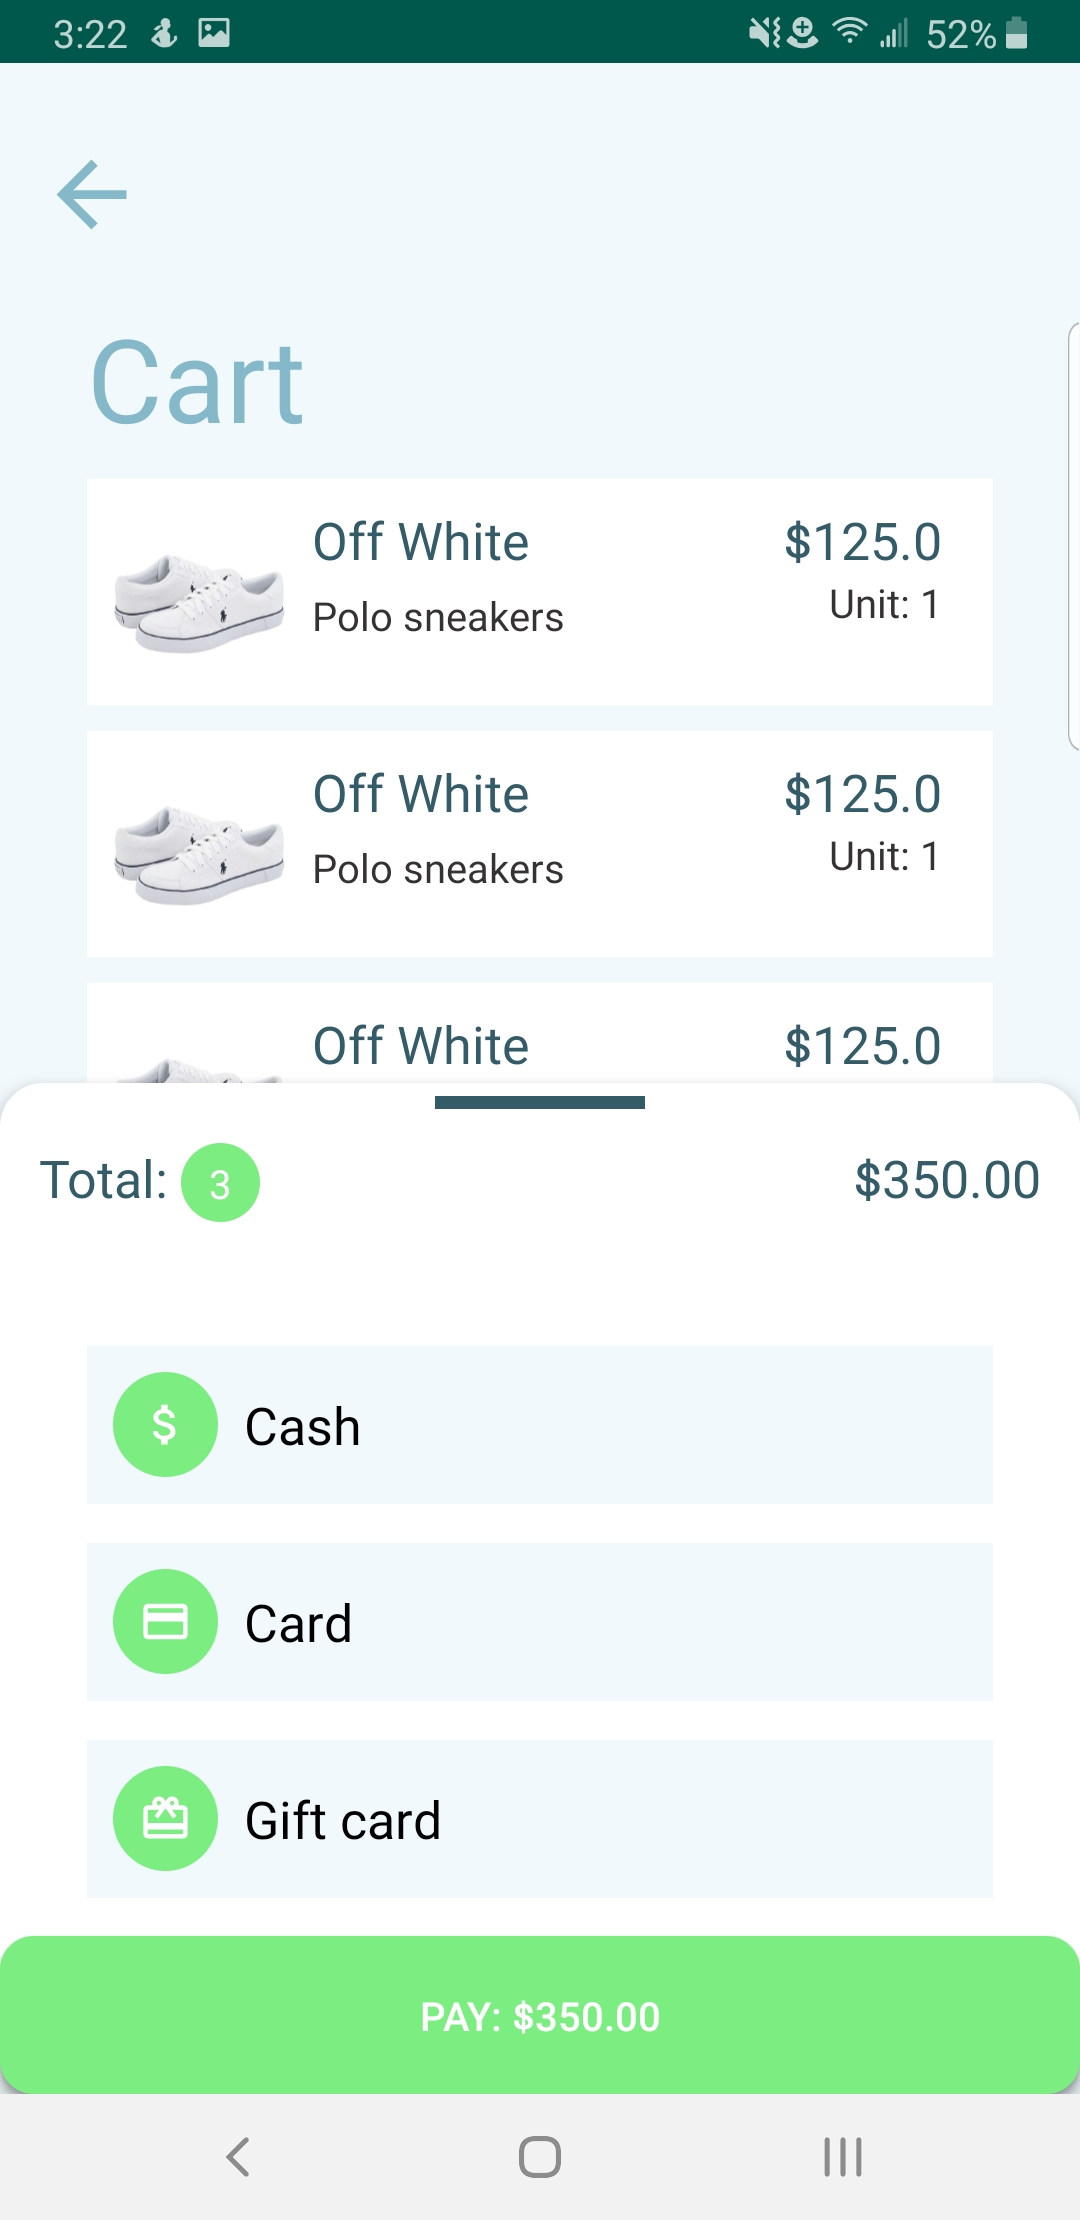 3:22 52%
Cart
Off White $125.0
Polo sneakers Unit: 1
Off White $125.0
Polo sneakers Unit: 1
Off White $125.0
Total: 3 $350.00
$ Cash
Card
Gift card
PAY: $350.00